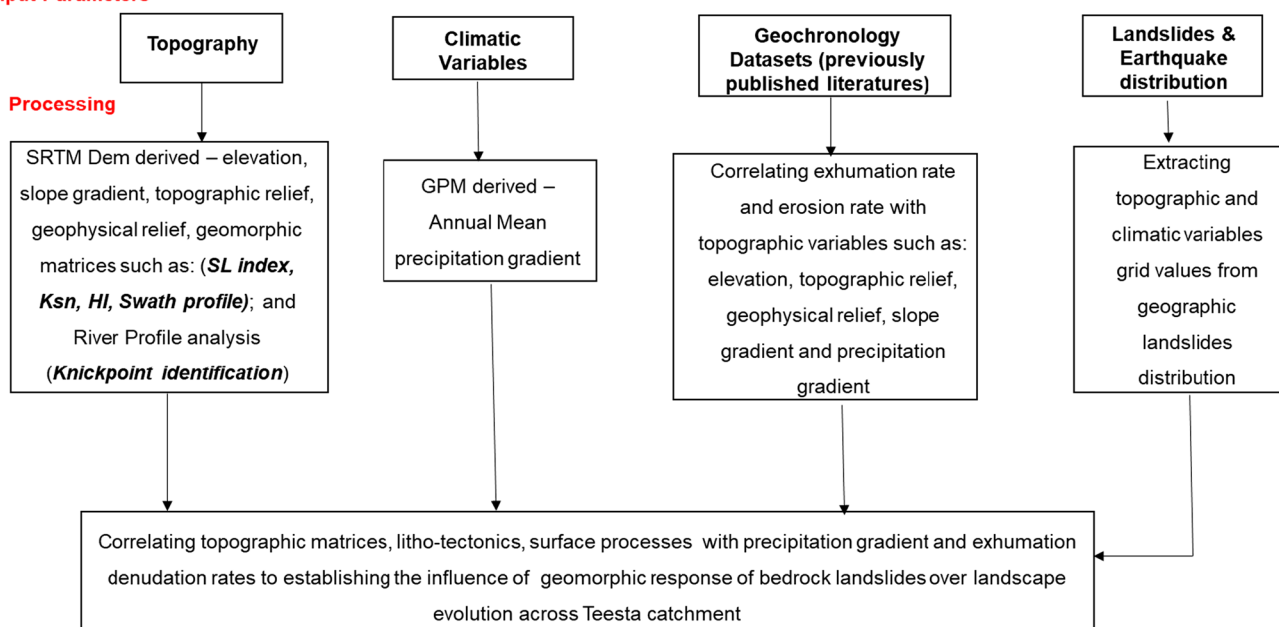 Parameters
Topography
Climatic
Variables
Geochronology
Datasets (previously
published literatures)
Landslides &
Earthquake
distribution
Processing
SRTM Dem derived – elevation,
slope gradient, topographic relief,
geophysical relief, geomorphic
matrices such as: (SL index,
Ksn, HI, Swath profile); and
River Profile analysis
(Knickpoint identification)
GPM derived –
Annual Mean
precipitation gradient
Correlating exhumation rate
and erosion rate with
topographic variables such as:
elevation, topographic relief,
geophysical relief, slope
gradient and precipitation
gradient
Extracting
topographic and
climatic variables
grid values from
geographic
landslides
distribution
Correlating topographic matrices, litho-tectonics, surface processes with precipitation gradient and exhumation
denudation rates to establishing the influence of geomorphic response of bedrock landslides over landscape
evolution across Teesta catchment